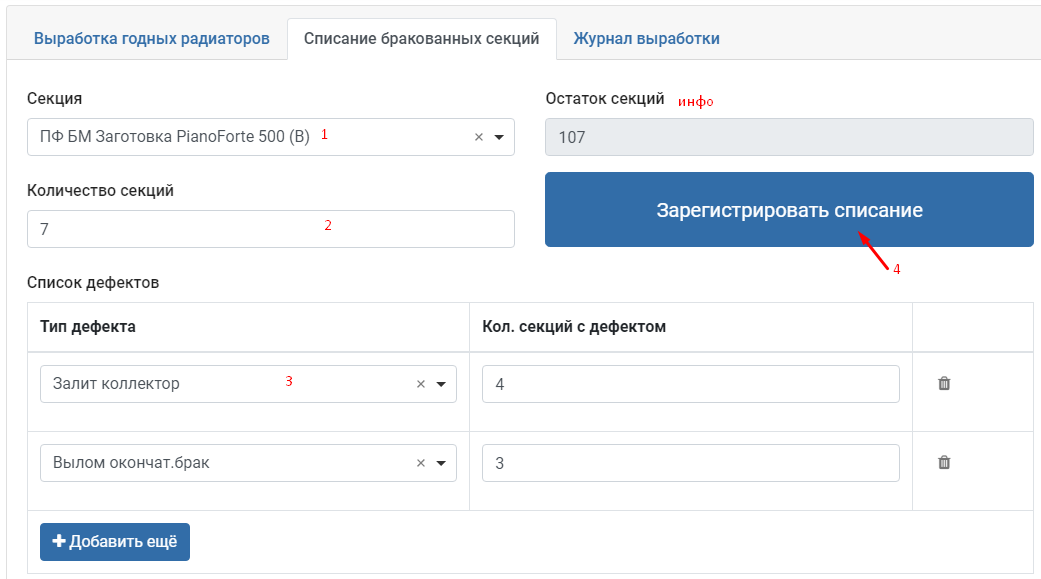 Выработка годных радиаторов
Списание бракованных секций
Журнал выработки
Секция
Остаток секций инфо
ПФ БМ Заготовка PianoForte 500 (В) 1
107
Количество секций
7 2
Зарегистрировать списание
4
Список дефектов
Тип дефекта
Кол. секций с дефектом
Залит коллектор 3
4
Вылом окончат.брак
3
Добавить ещё